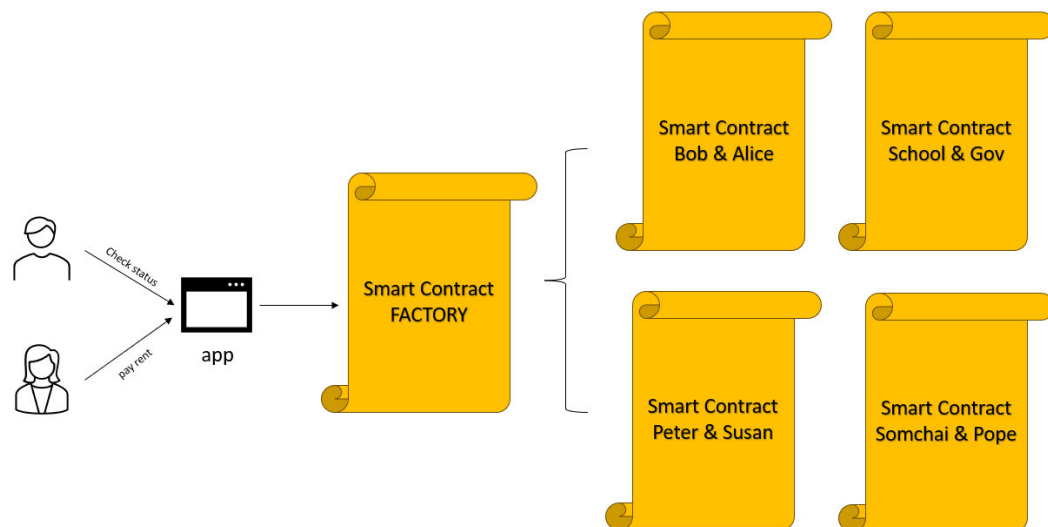 Check status
pay rent
app
Smart Contract
FACTORY
Smart Contract
Bob & Alice
Smart Contract
School & Gov
Smart Contract
Peter & Susan
Smart Contract
Somchai & Pope